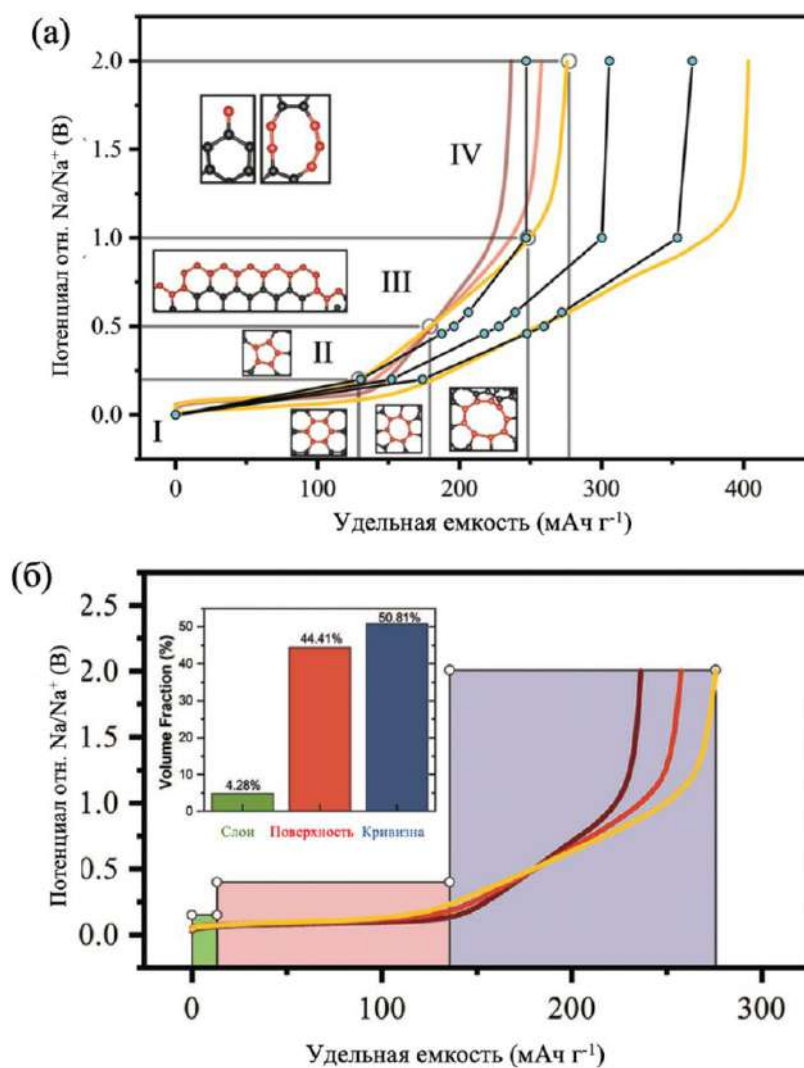 (а)
Потенциал отн. Na/Na⁺ (В)
2.0
1.5
1.0
0.5
0.0
IV
III
II
I
0 100 200 300 400
Удельная емкость (мАч г⁻¹)
(б)
Потенциал отн. Na/Na⁺ (В)
2.5
2.0
1.5
1.0
0.5
0.0
Volume Fraction (%)
50
40
30
20
10
0
4.28%
44.41%
50.81%
Слои Поверхность Кривизна
0 100 200 300
Удельная емкость (мАч г⁻¹)